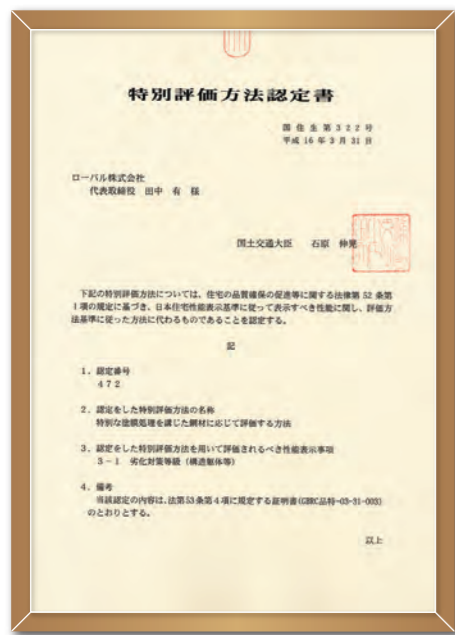 特別評価方法認定書
国住生第322号
平成16年3月31日
ローバル株式会社
代表取締役 田中 有 様
国土交通大臣 石原 伸晃
下記の特別評価方法については、住宅の品質確保の促進等に関する法律第52条第
1項の規定に基づき、日本住宅性能表示基準に従って表示すべき性能に関し、評価方
法基準に従った方法に代わるものであることを認定する。
記
1．認定番号
472
2．認定をした特別評価方法の名称
特別な塗膜処理を講じた鋼材に応じて評価する方法
3．認定をした特別評価方法を用いて評価されるべき性能表示事項
3－1 劣化対策等級（構造躯体等）
4．備考
当該認定の内容は、法第53条第4項に規定する証明書(GBRC品特-03-31-003)
のとおりとする。
以上